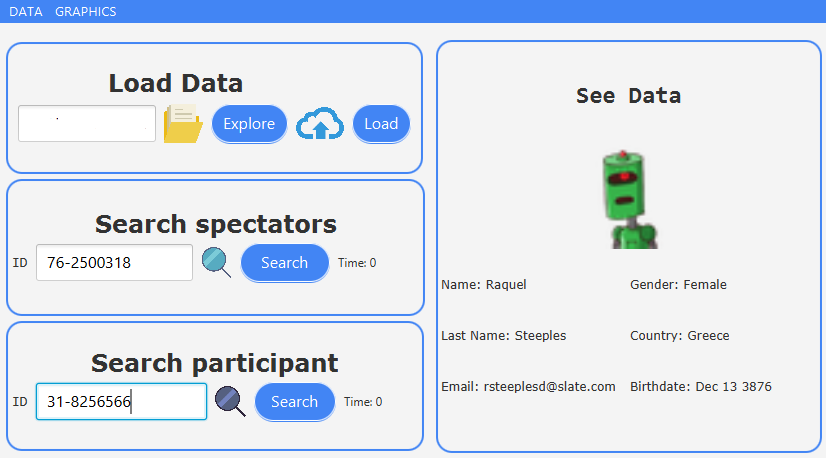 DATA GRAPHICS
Load Data
Explore Load
Search spectators
ID 76-2500318 Search Time: 0
Search participant
ID 31-8256566 Search Time: 0
See Data
Name: Raquel Gender: Female
Last Name: Steeples Country: Greece
Email: rsteeplesd@slate.com Birthdate: Dec 13 3876